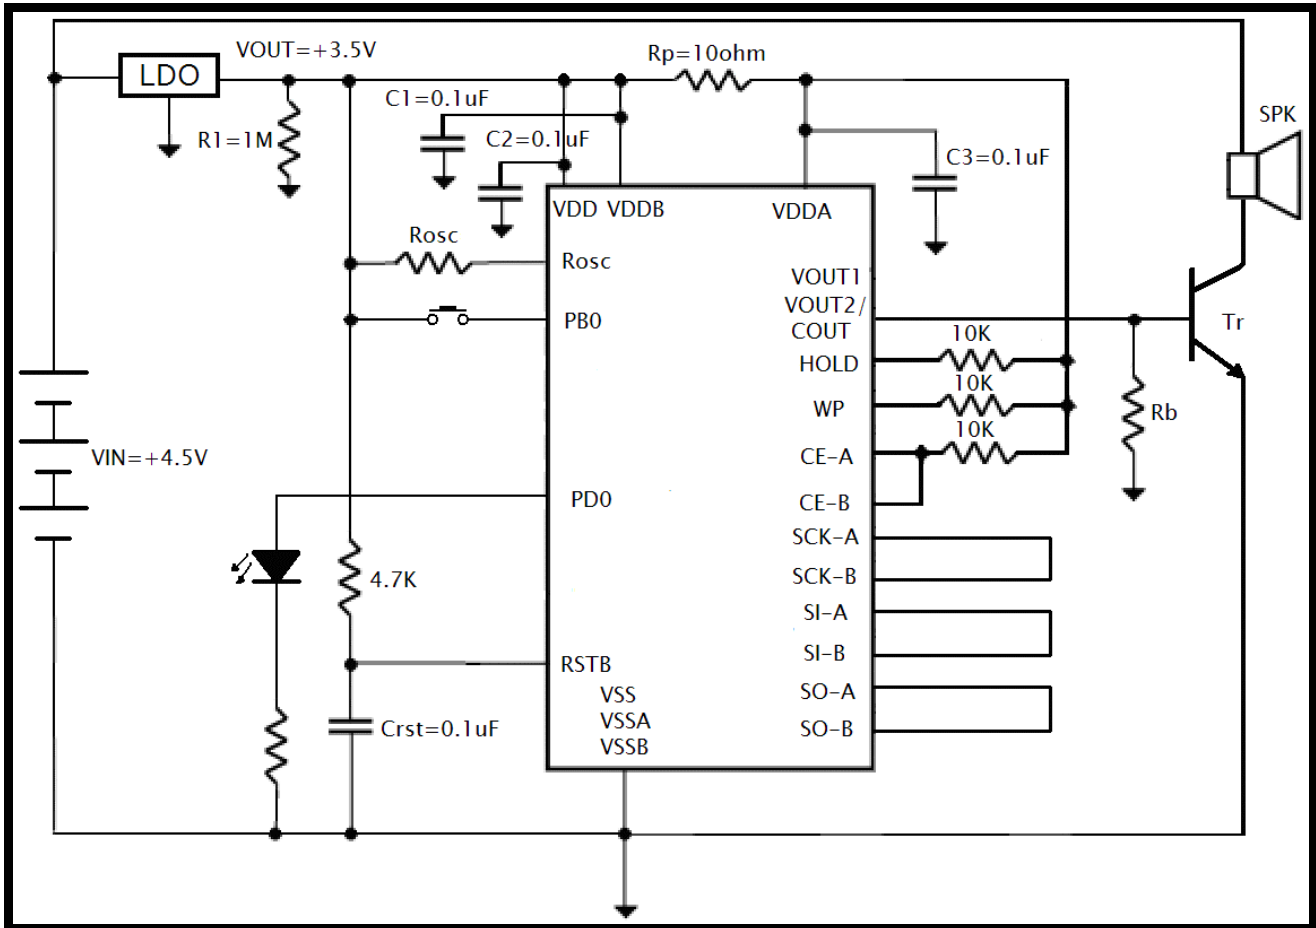 VOUT=+3.5V
LDO
Rp=10ohm
C1=0.1uF
R1=1M
C2=0.1uF
SPK
C3=0.1uF
VDD VDDB
VDDA
Rosc
Rosc
VOUT1
VOUT2/
COUT
PB0
Tr
10K
HOLD
10K
WP
Rb
10K
CE-A
VIN=+4.5V
PD0
CE-B
SCK-A
4.7K
SCK-B
SI-A
SI-B
RSTB
VSS
VSSA
VSSB
SO-A
Crst=0.1uF
SO-B